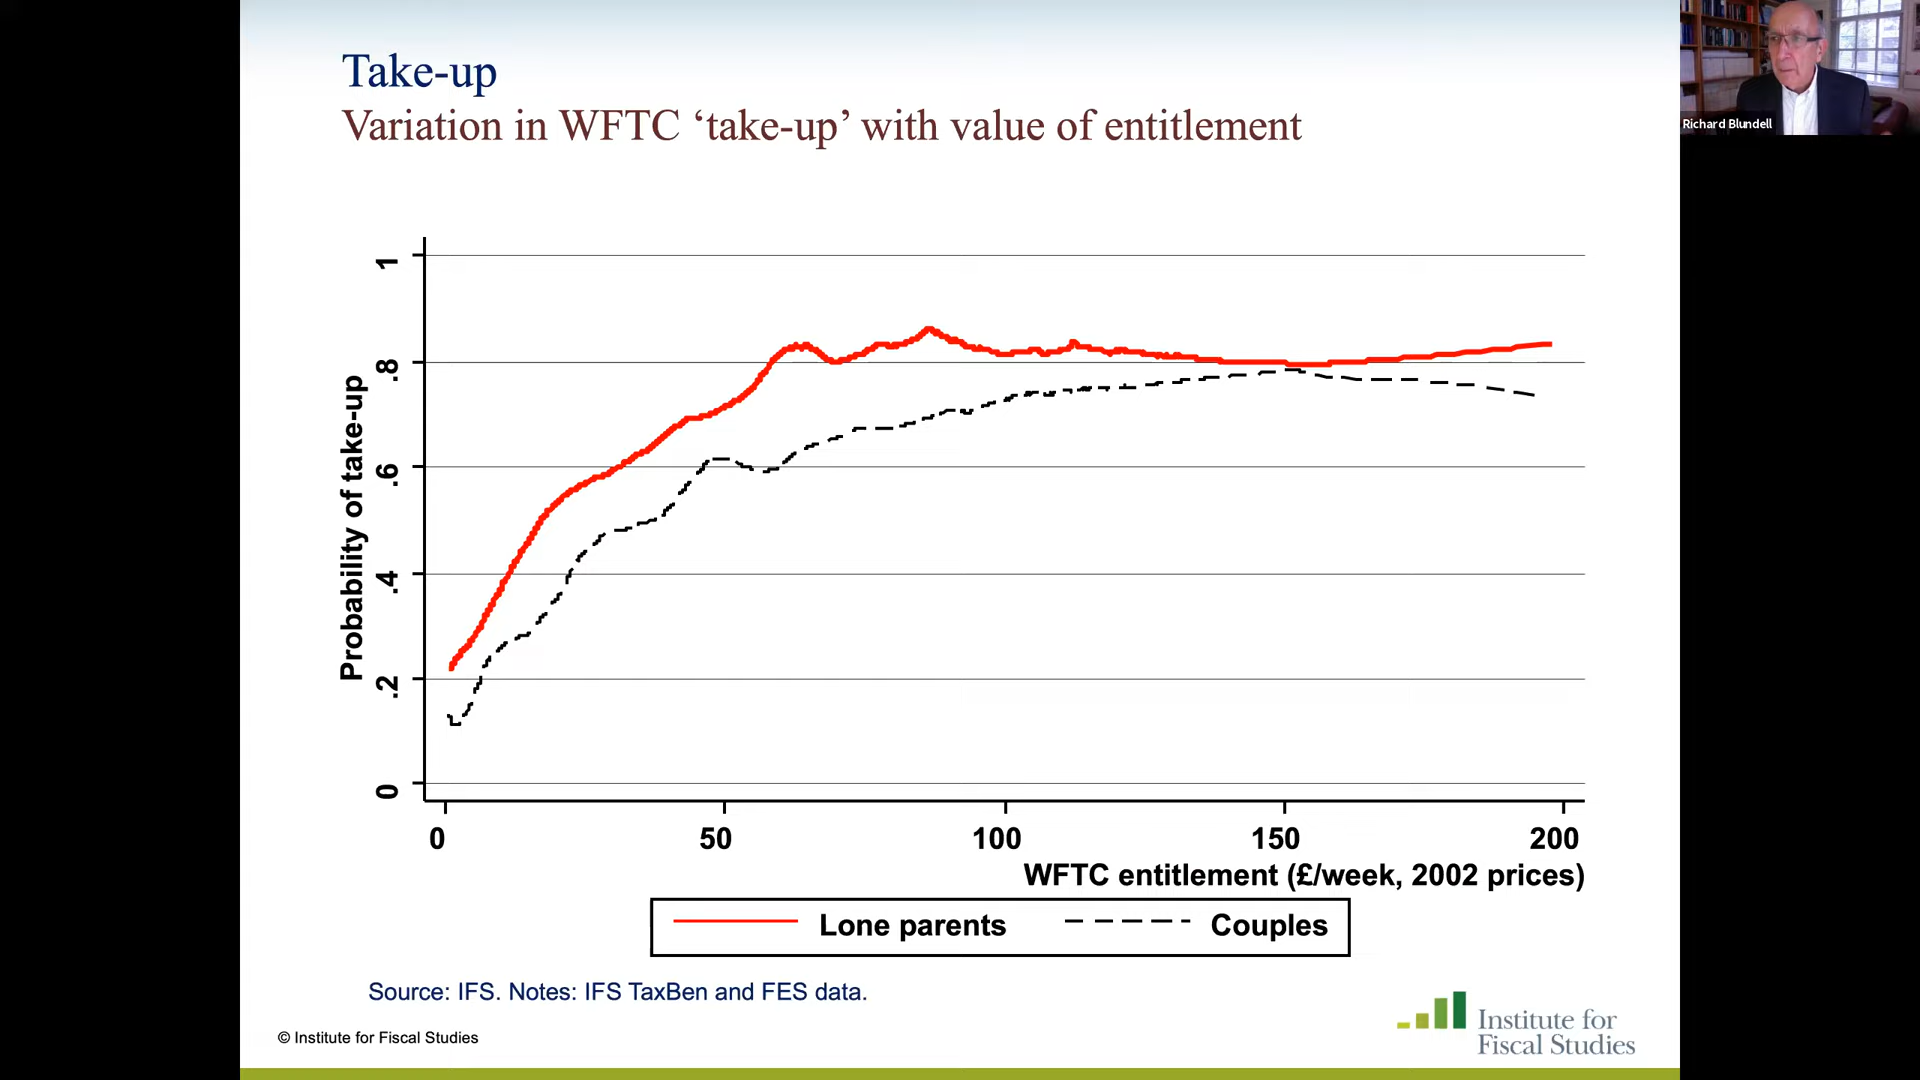 Take-up
Variation in WFTC ‘take-up’ with value of entitlement
Richard Blundell
Probability of take-up
1
.8
.6
.4
.2
0
0 50 100 150 200
WFTC entitlement (£/week, 2002 prices)
Lone parents Couples
Source: IFS. Notes: IFS TaxBen and FES data.
© Institute for Fiscal Studies
Institute for
Fiscal Studies